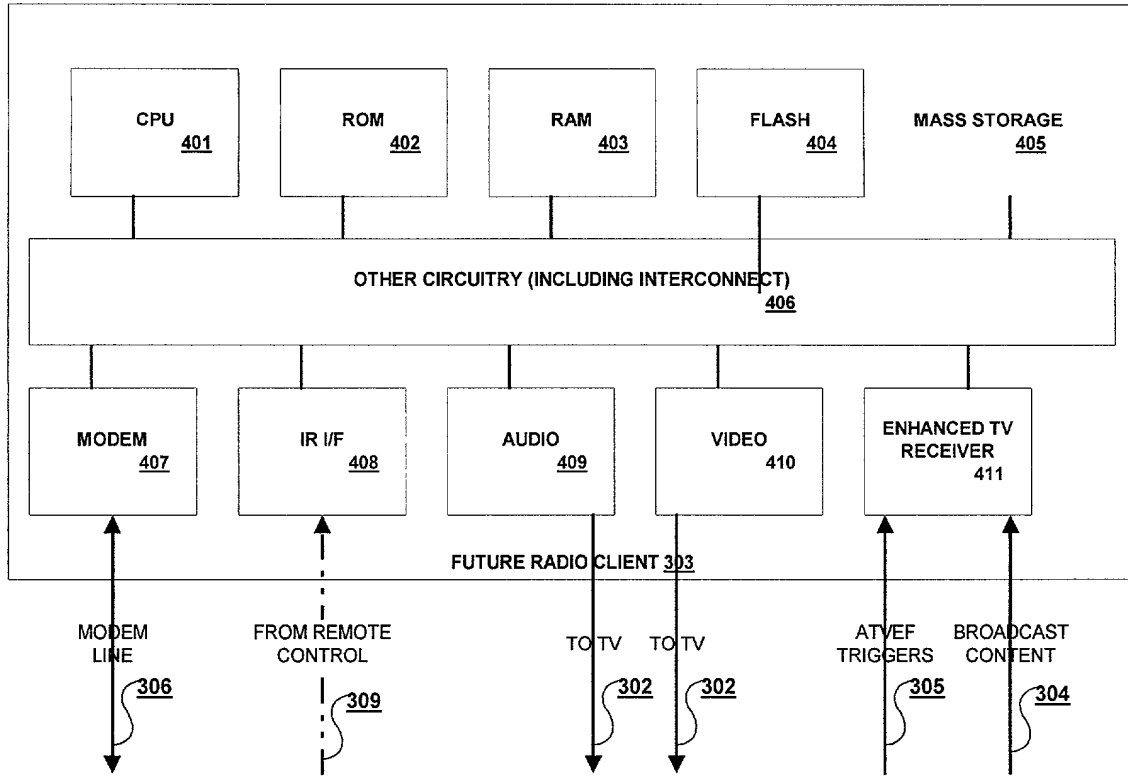 CPU
401
ROM
402
RAM
403
FLASH
404
MASS STORAGE
405
OTHER CIRCUITRY (INCLUDING INTERCONNECT)
406
MODEM
407
IR I/F
408
AUDIO
409
VIDEO
410
ENHANCED TV
RECEIVER
411
FUTURE RADIO CLIENT 303
MODEM
LINE
306
FROM REMOTE
CONTROL
309
TO TV
302
TO TV
302
ATVEF
TRIGGERS
305
BROADCAST
CONTENT
304